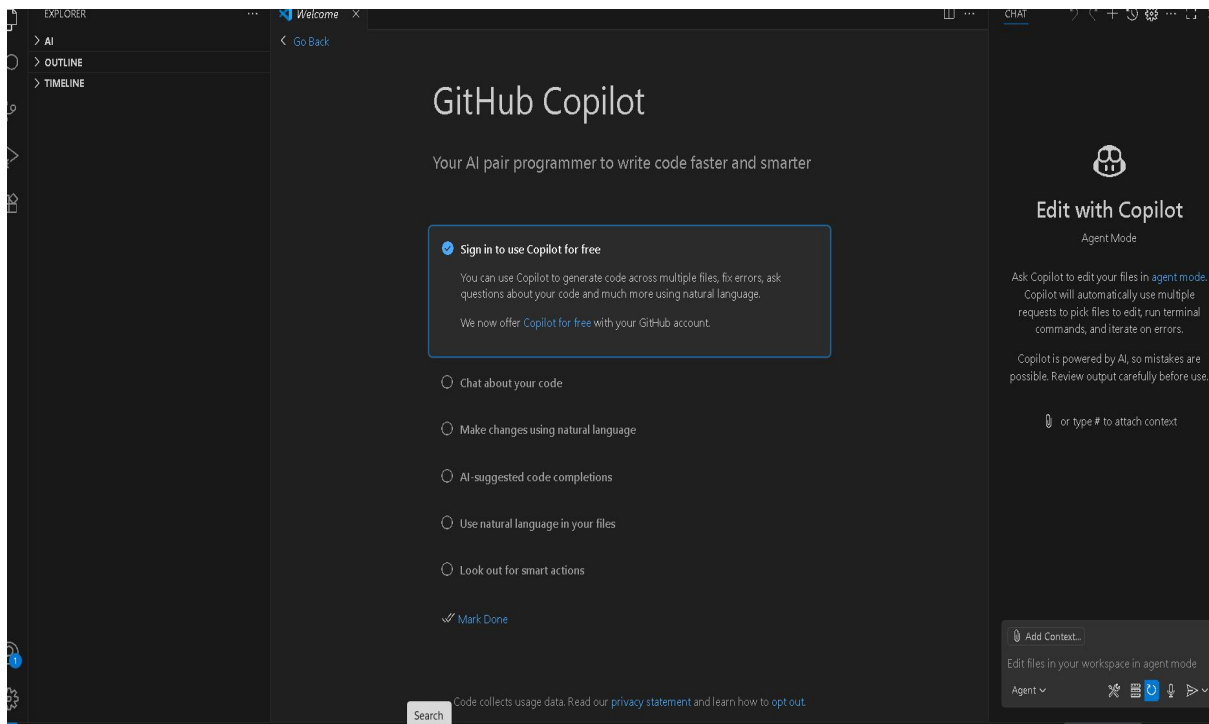 EXPLORER
AI
OUTLINE
TIMELINE
Welcome
Go Back
GitHub Copilot
Your AI pair programmer to write code faster and smarter
Sign in to use Copilot for free
You can use Copilot to generate code across multiple files, fix errors, ask
questions about your code and much more using natural language.
We now offer Copilot for free with your GitHub account.
Chat about your code
Make changes using natural language
AI-suggested code completions
Use natural language in your files
Look out for smart actions
Mark Done
Code collects usage data. Read our privacy statement and learn how to opt out.
Search
CHAT
Edit with Copilot
Agent Mode
Ask Copilot to edit your files in agent mode.
Copilot will automatically use multiple
requests to pick files to edit, run terminal
commands, and iterate on errors.
Copilot is powered by AI, so mistakes are
possible. Review output carefully before use.
or type # to attach context
Add Context...
Edit files in your workspace in agent mode
Agent
1